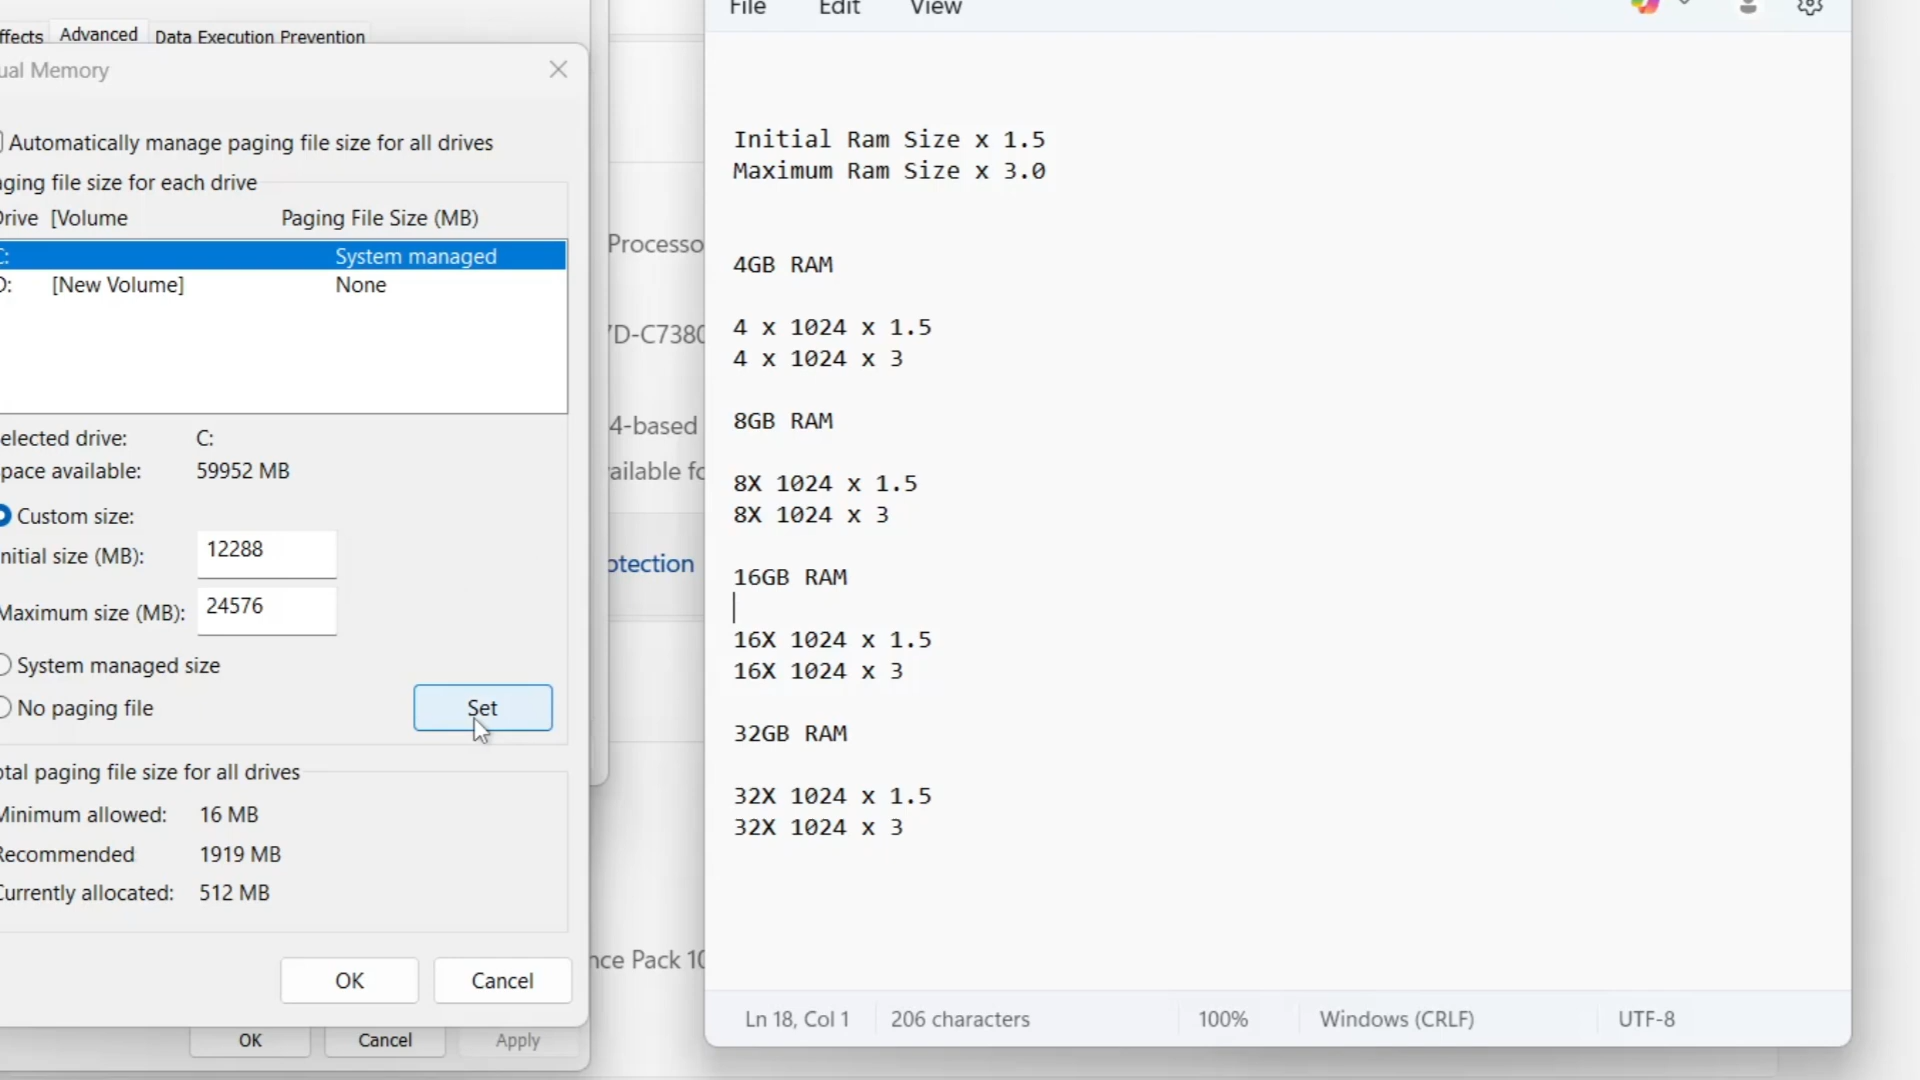 ffects Advanced Data Execution Prevention
ual Memory
Automatically manage paging file size for all drives
aging file size for each drive
Drive [Volume Paging File Size (MB)
C: System managed
D: [New Volume] None
elected drive: C:
pace available: 59952 MB
Custom size:
nitial size (MB): 12288
Maximum size (MB): 24576
System managed size
No paging file
Set
otal paging file size for all drives
Minimum allowed: 16 MB
Recommended 1919 MB
Currently allocated: 512 MB
OK Cancel
OK Cancel Apply
Processo
7D-C7380
4-based
ailable fo
otection
nce Pack 10
File Edit View
Initial Ram Size x 1.5
Maximum Ram Size x 3.0
4GB RAM
4 x 1024 x 1.5
4 x 1024 x 3
8GB RAM
8X 1024 x 1.5
8X 1024 x 3
16GB RAM
16X 1024 x 1.5
16X 1024 x 3
32GB RAM
32X 1024 x 1.5
32X 1024 x 3
Ln 18, Col 1 206 characters 100% Windows (CRLF) UTF-8